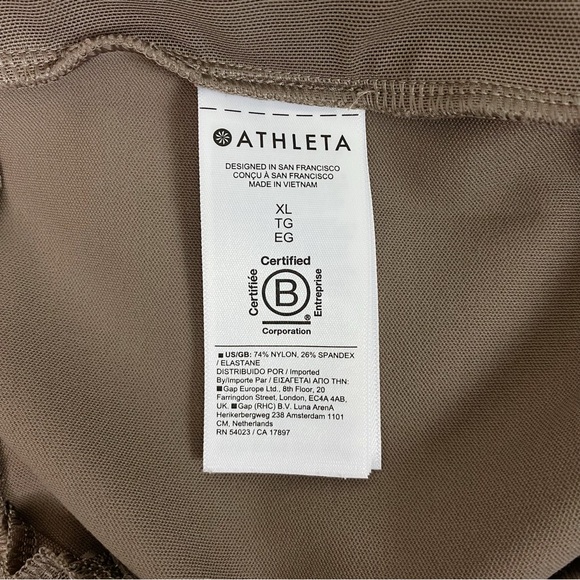 ATHLETA
DESIGNED IN SAN FRANCISCO
CONÇU À SAN FRANCISCO
MADE IN VIETNAM
XL
TG
EG
Certified
Certifiée
B
Entreprise
®
Corporation
■ US/GB: 74% NYLON, 26% SPANDEX
/ ELASTANE
DISTRIBUIDO POR / Imported
By/Importe Par / ΕΙΣΑΓΕΤΑΙ ΑΠΟ ΤΗΝ:
■Gap Europe Ltd., 8th Floor, 20
Farringdon Street, London, EC4A 4AB,
UK. ■Gap (RHC) B.V. Luna ArenA
Herikerbergweg 238 Amsterdam 1101
CM, Netherlands
RN 54023 / CA 17897